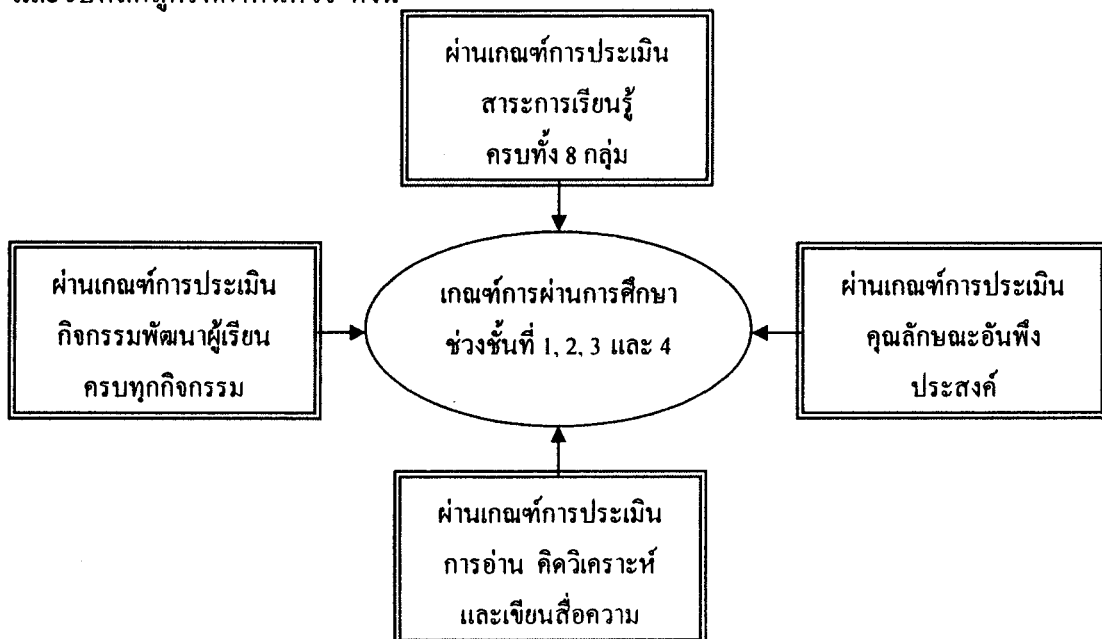 ผ่านเกณฑ์การประเมิน
สาระการเรียนรู้
ครบทั้ง 8 กลุ่ม
ผ่านเกณฑ์การประเมิน
กิจกรรมพัฒนาผู้เรียน
ครบทุกกิจกรรม
เกณฑ์การผ่านการศึกษา
ช่วงชั้นที่ 1, 2, 3 และ 4
ผ่านเกณฑ์การประเมิน
คุณลักษณะอันพึง
ประสงค์
ผ่านเกณฑ์การประเมิน
การอ่าน คิดวิเคราะห์
และเขียนสื่อความ